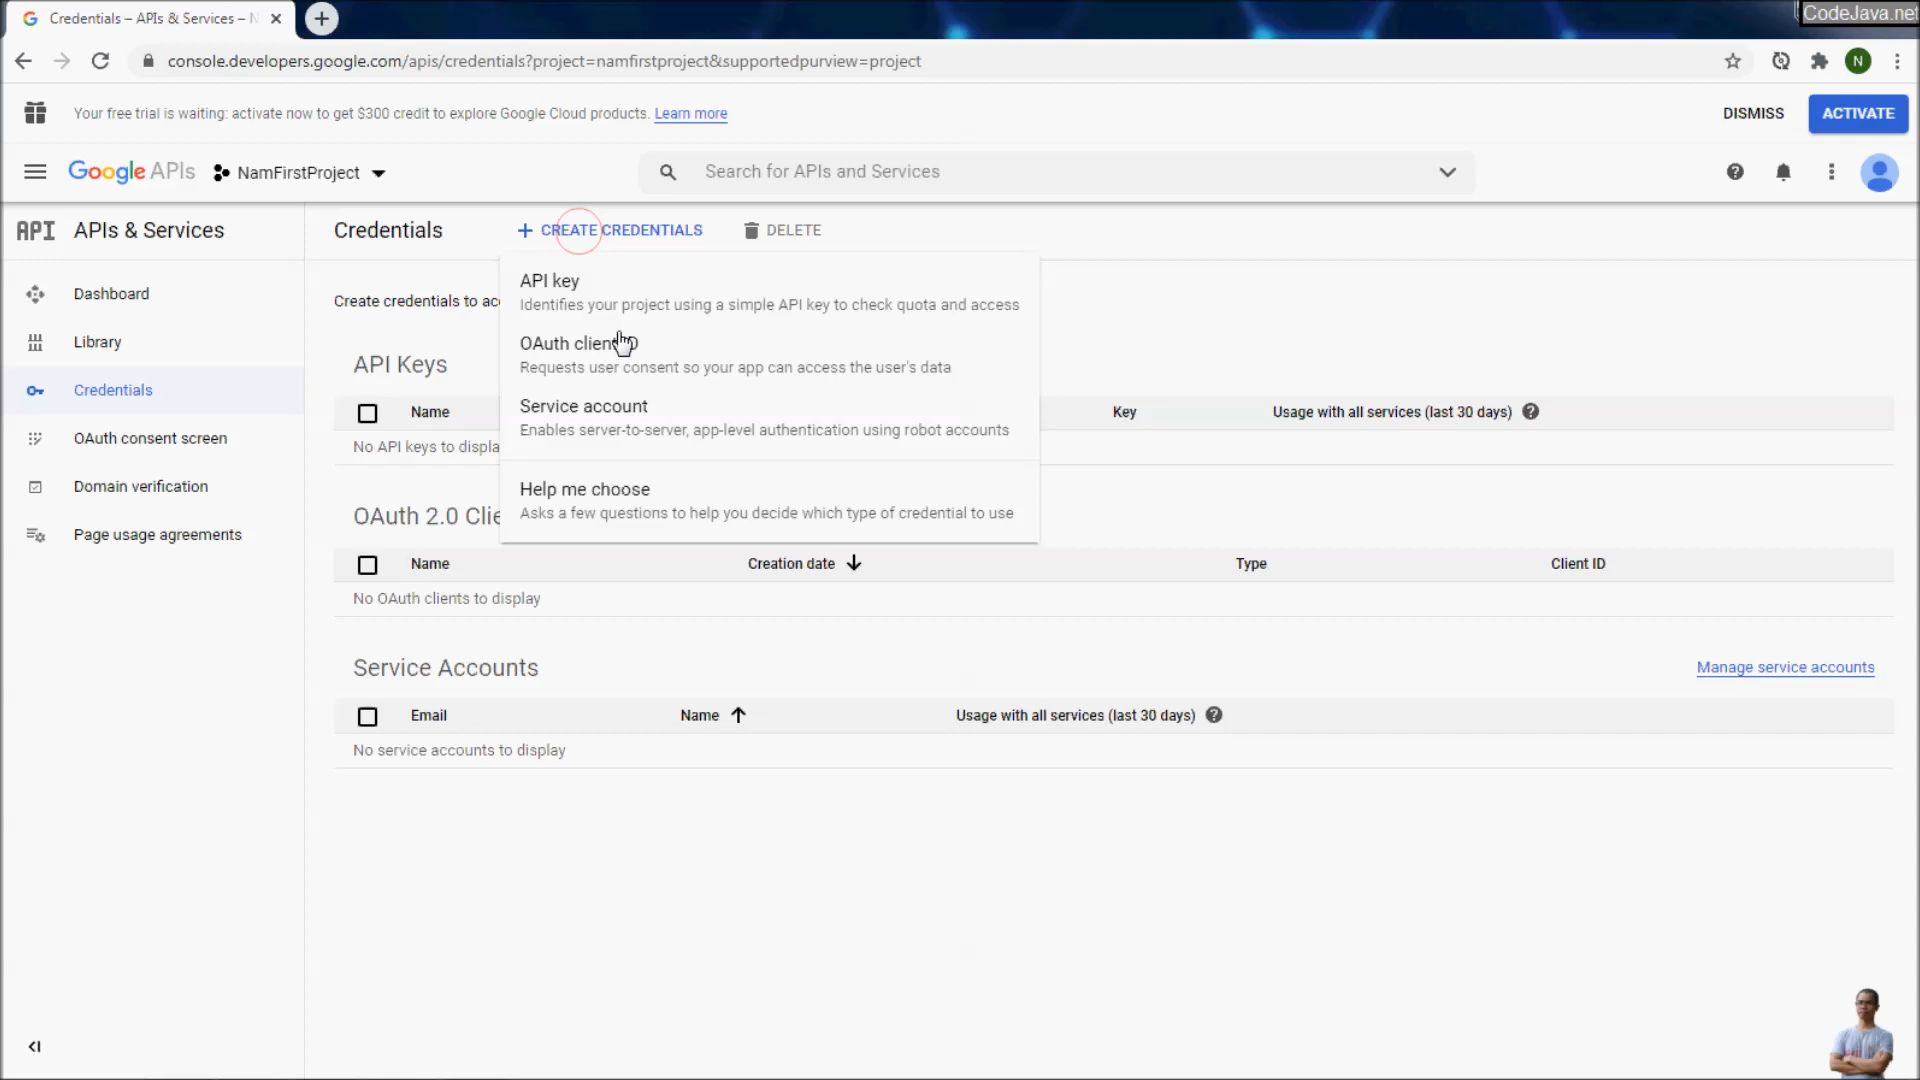 Credentials – APIs & Services –
CodeJava.net
console.developers.google.com/apis/credentials?project=namfirstproject&supportedpurview=project
N
Your free trial is waiting: activate now to get $300 credit to explore Google Cloud products. Learn more
DISMISS
ACTIVATE
Google APIs
NamFirstProject
Search for APIs and Services
API APIs & Services
Credentials
CREATE CREDENTIALS
DELETE
Dashboard
Library
Credentials
OAuth consent screen
Domain verification
Page usage agreements
Create credentials to
API key
Identifies your project using a simple API key to check quota and access
OAuth client
Requests user consent so your app can access the user's data
Service account
Enables server-to-server, app-level authentication using robot accounts
Help me choose
Asks a few questions to help you decide which type of credential to use
API Keys
Name
Key
Usage with all services (last 30 days)
No API keys to
OAuth 2.0
Name
Creation date
Type
Client ID
No OAuth clients to display
Service Accounts
Manage service accounts
Email
Name
Usage with all services (last 30 days)
No service accounts to display